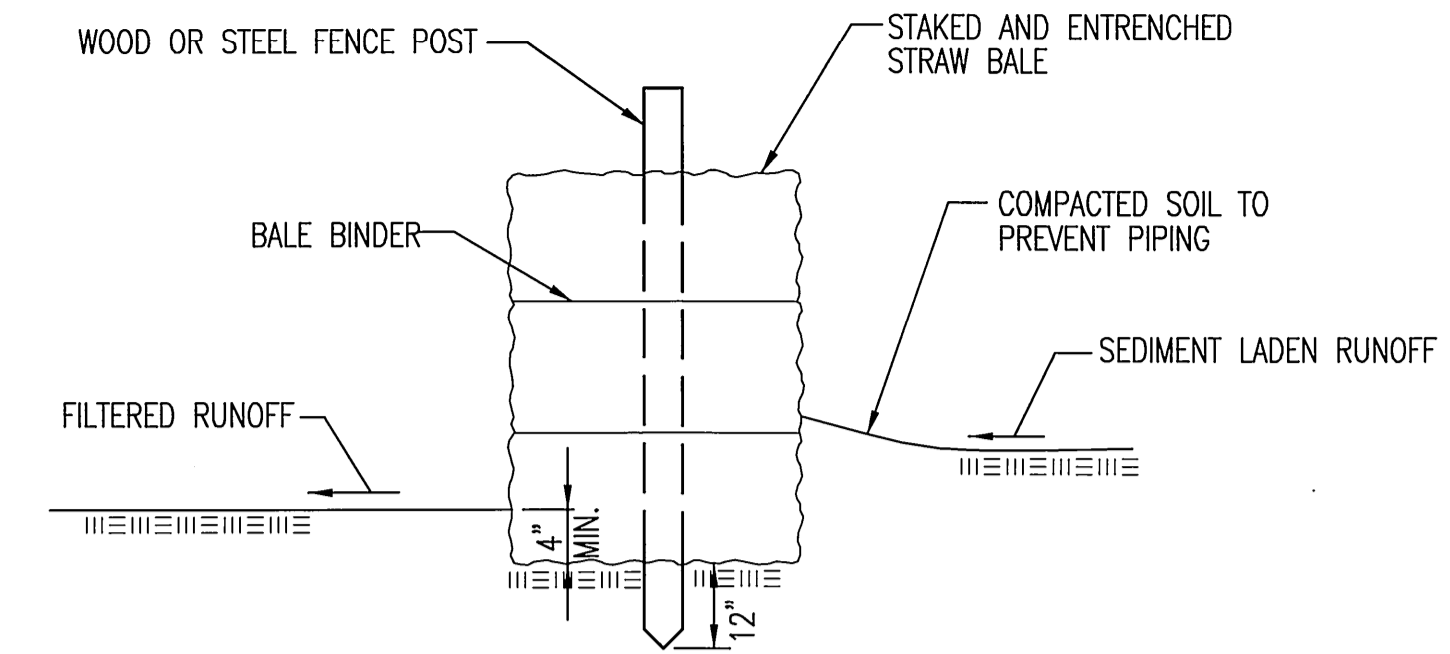 WOOD OR STEEL FENCE POST
STAKED AND ENTRENCHED
STRAW BALE
BALE BINDER
COMPACTED SOIL TO
PREVENT PIPING
SEDIMENT LADEN RUNOFF
FILTERED RUNOFF
4"
MIN.
12"